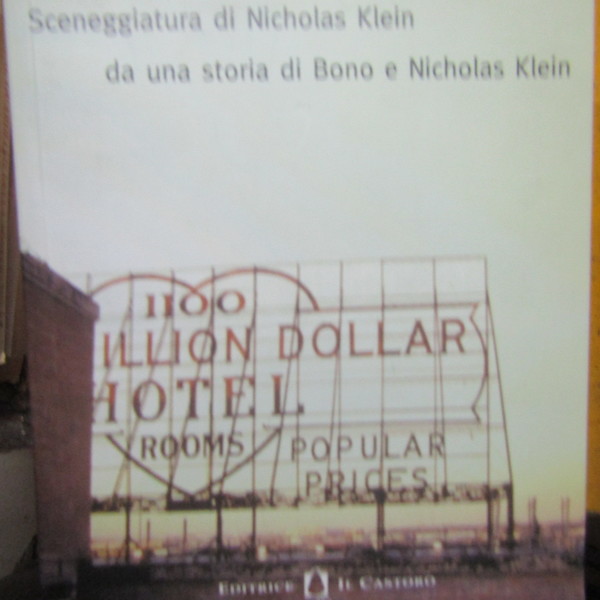 Sceneggiatura di Nicholas Klein
da una storia di Bono e Nicholas Klein
1100
ILLION DOLLAR
HOTEL
ROOMS
POPULAR
PRICES
EDITRICE IL CASTORO